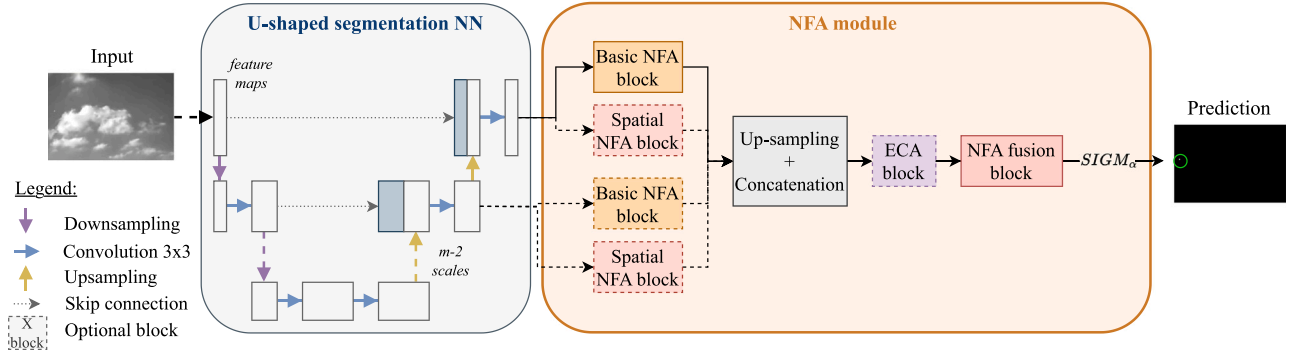 U-shaped segmentation NN
NFA module
Input
feature
maps
Basic NFA
block
Spatial
NFA block
Basic NFA
block
Spatial
NFA block
Up-sampling
+
Concatenation
ECA
block
NFA fusion
block
SIGMα
Prediction
m-2
scales
Legend:
Downsampling
Convolution 3x3
Upsampling
Skip connection
X
block
Optional block